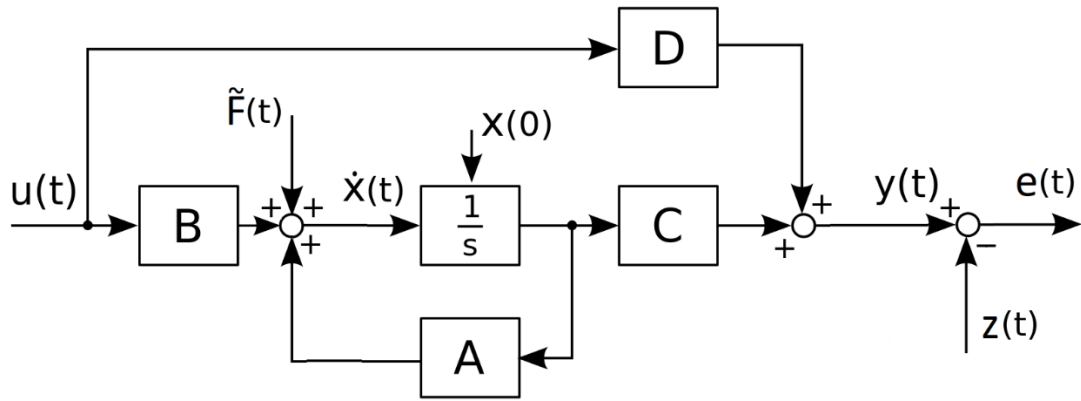 D
F̃(t)
x(0)
u(t)
B
+
+
+
ẋ(t)
1
s
C
+
+
y(t)
+
−
e(t)
A
z(t)